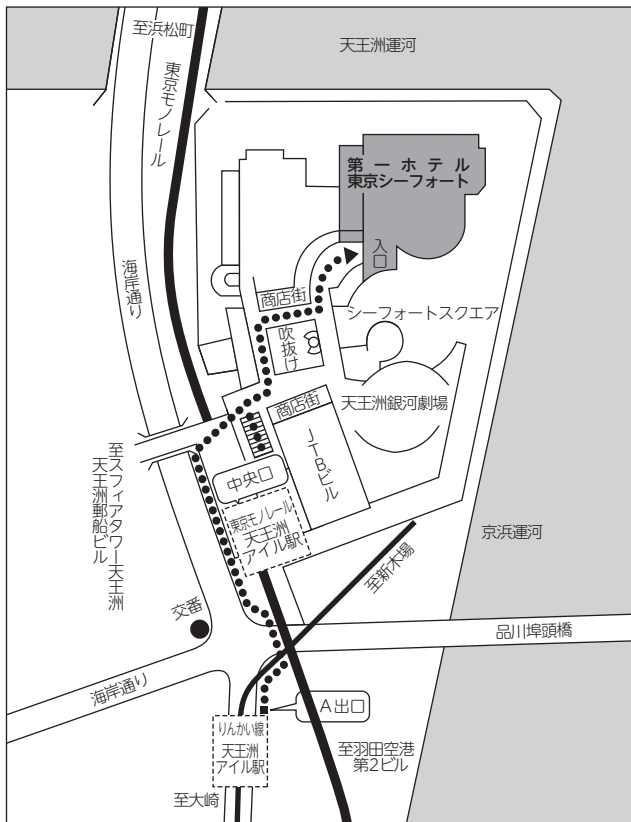 至浜松町
天王洲運河
東京モノレール
第一ホテル
東京シーフォート
入口
海岸通り
商店街
シーフォートスクエア
吹抜け
商店街
天王洲銀河劇場
JTBビル
至スフィアタワー天王洲
天王洲郵船ビル
中央口
東京モノレール
天王洲
アイル駅
京浜運河
至新木場
交番
品川埠頭橋
海岸通り
A出口
りんかい線
天王洲
アイル駅
至羽田空港
第2ビル
至大崎